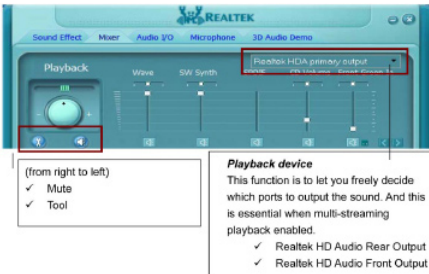 REALTEK
Sound Effect Mixer Audio I/O Microphone 3D Audio Demo
Realtek HDA primary output
Playback
Wave SW Synth CD Volume
(from right to left)
✓ Mute
✓ Tool
Playback device
This function is to let you freely decide
which ports to output the sound. And this
is essential when multi-streaming
playback enabled.
✓ Realtek HD Audio Rear Output
✓ Realtek HD Audio Front Output